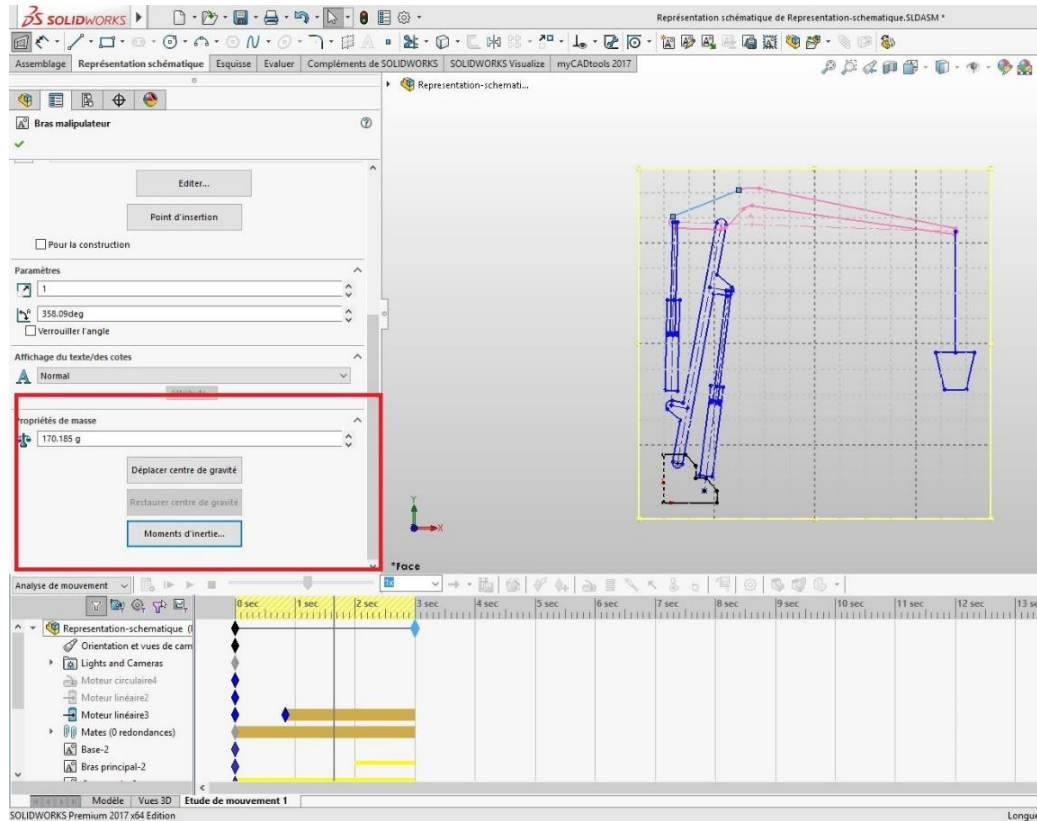 SOLIDWORKS
Représentation schématique de Representation-schematique.SLDASM *
Assemblage Représentation schématique Esquisse Evaluer Compléments de SOLIDWORKS SOLIDWORKS Visualize myCADtools 2017
Representation-schemati...
Bras malipulateur
Editer...
Point d'insertion
Pour la construction
Paramètres
1
358.09deg
Verrouiller l'angle
Affichage du texte/des cotes
Normal
Propriétés de masse
170.185 g
Déplacer centre de gravité
Restaurer centre de gravité
Moments d'inertie...
Y
X
*Face
Analyse de mouvement 1x
0 sec 1 sec 2 sec 3 sec 4 sec 5 sec 6 sec 7 sec 8 sec 9 sec 10 sec 11 sec 12 sec 13 se
Representation-schematique (I
Orientation et vues de cam
Lights and Cameras
Moteur circulaire4
Moteur linéaire2
Moteur linéaire3
Mates (0 redondances)
Base-2
Bras principal-2
Modèle Vues 3D Etude de mouvement 1
SOLIDWORKS Premium 2017 x64 Edition
Longue